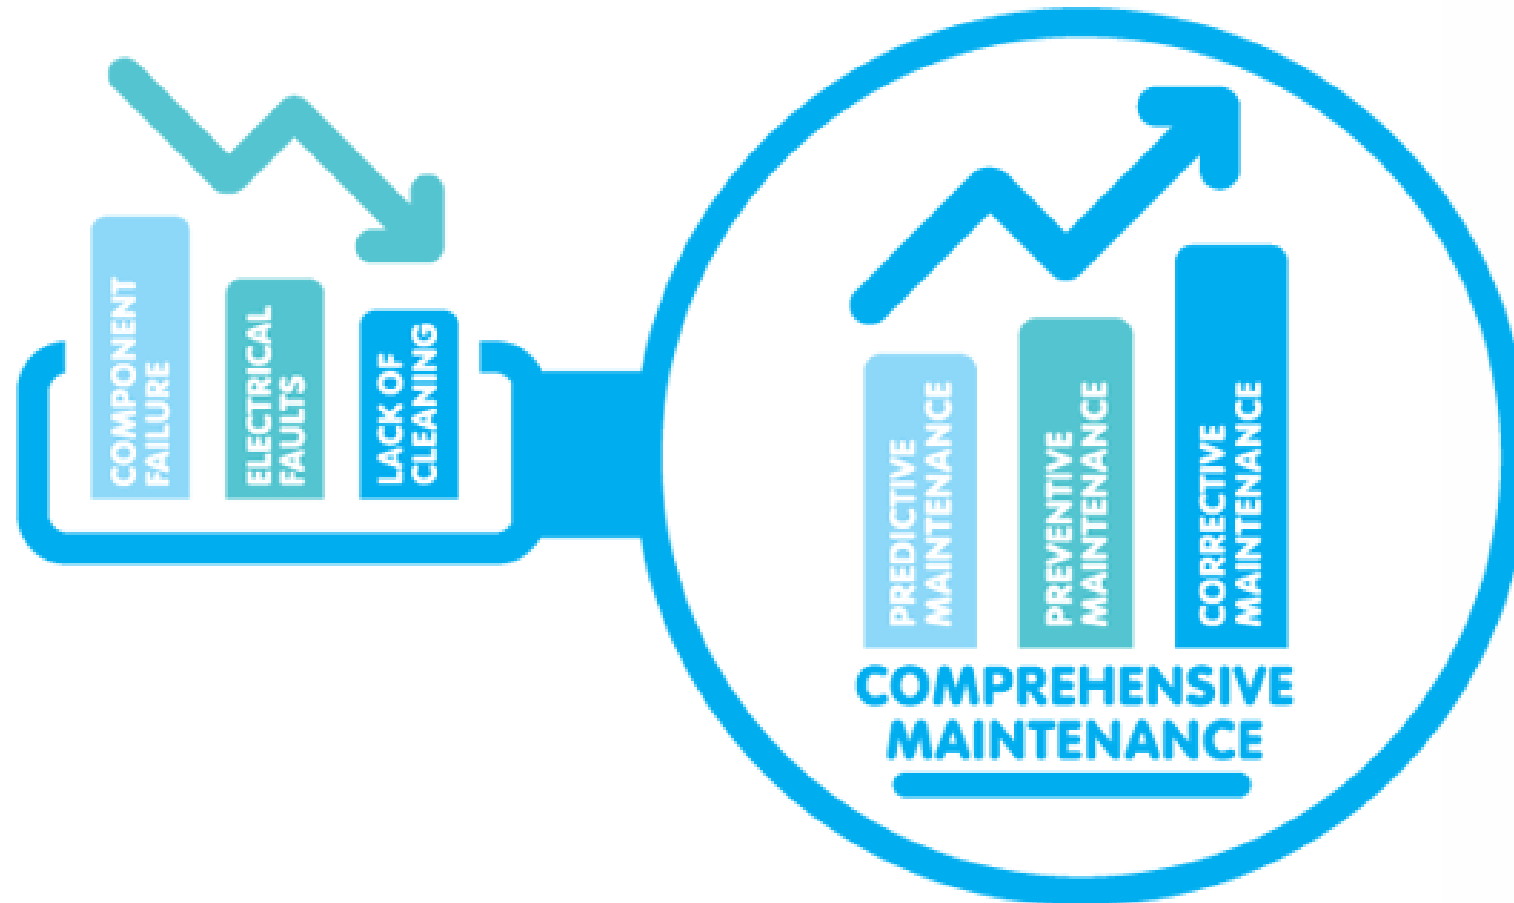 COMPONENT
FAILURE
ELECTRICAL
FAULTS
LACK OF
CLEANING
PREDICTIVE
MAINTENANCE
PREVENTIVE
MAINTENANCE
CORRECTIVE
MAINTENANCE
COMPREHENSIVE
MAINTENANCE